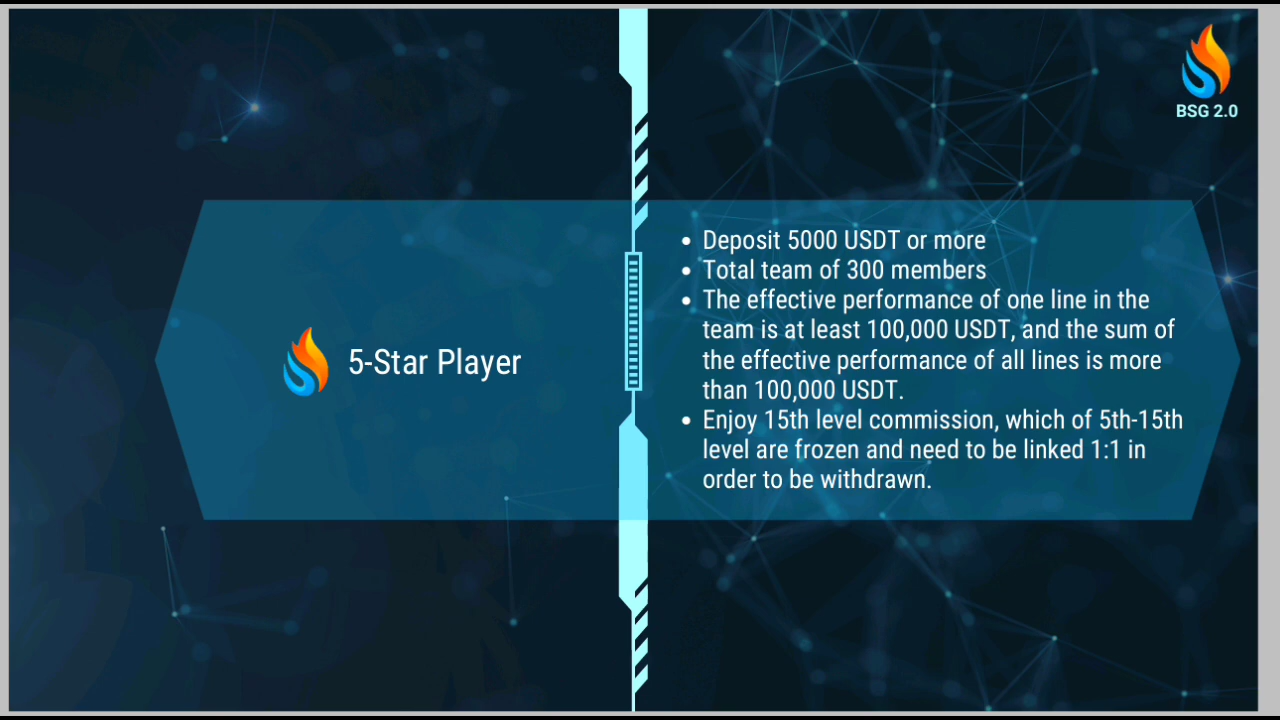 BSG 2.0
5-Star Player
• Deposit 5000 USDT or more
• Total team of 300 members
• The effective performance of one line in the
team is at least 100,000 USDT, and the sum of
the effective performance of all lines is more
than 100,000 USDT.
• Enjoy 15th level commission, which of 5th-15th
level are frozen and need to be linked 1:1 in
order to be withdrawn.